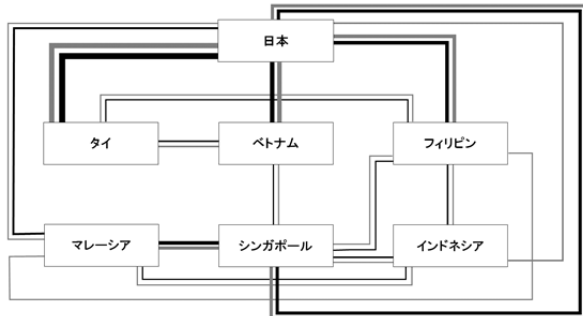 日本
タイ
ベトナム
フィリピン
マレーシア
シンガポール
インドネシア